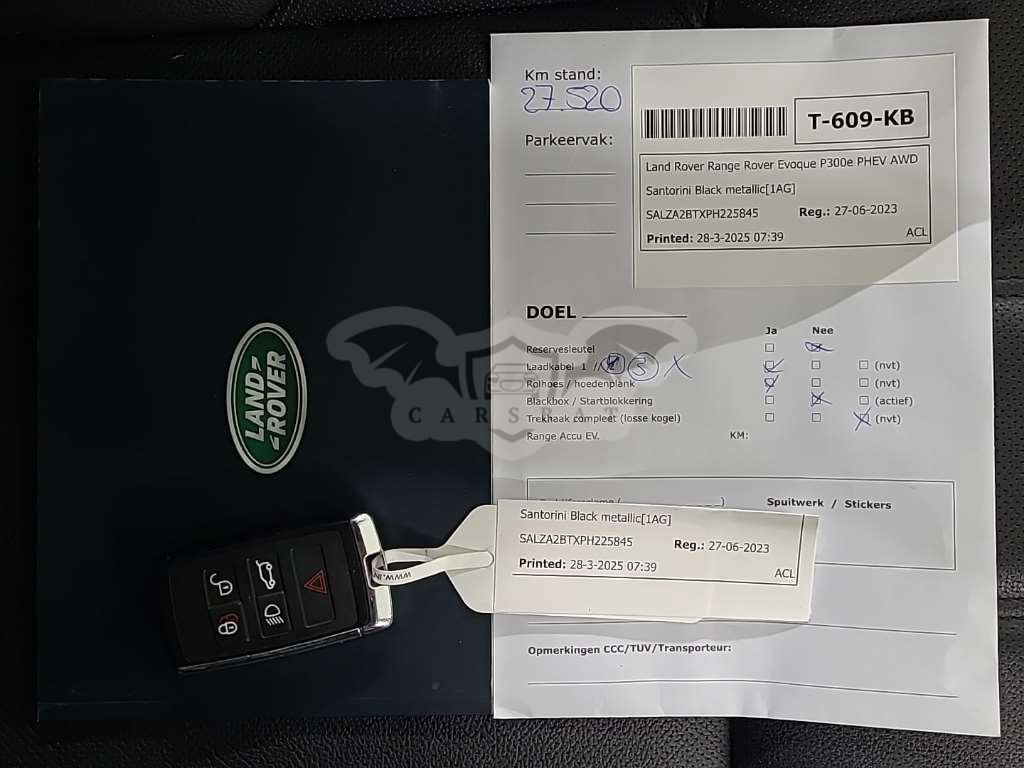 Km stand:
27.520
Parkeervak:
T-609-KB
Land Rover Range Rover Evoque P300e PHEV AWD
Santorini Black metallic[1AG]
SALZA2BTXPH225845 Reg.: 27-06-2023
Printed: 28-3-2025 07:39 ACL
DOEL
Ja Nee
Reservesleutel
Laadkabel 1 // 3 X (nvt)
Rolhoes / hoedenplank (nvt)
Blackbox / Startblokkering (actief)
Trekhaak compleet (losse kogel) (nvt)
Range Accu EV. KM:
Spuitwerk / Stickers
Santorini Black metallic[1AG]
SALZA2BTXPH225845 Reg.: 27-06-2023
Printed: 28-3-2025 07:39 ACL
Opmerkingen CCC/TUV/Transporteur:
LAND
ROVER
CARSBAT